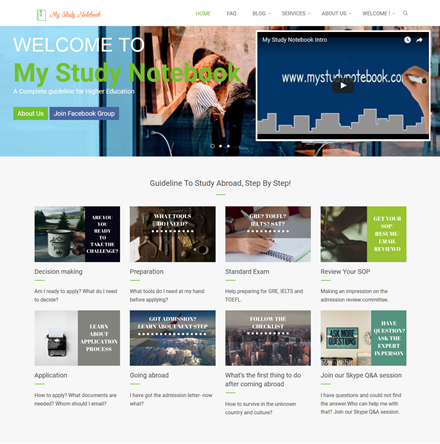 My Study Notebook
HOME FAQ BLOG SERVICES ABOUT US WELCOME !
WELCOME TO
My Study Notebook
A Complete guideline for Higher Education
About Us Join Facebook Group
My Study Notebook Intro
www.mystudynotebook.co
Guideline To Study Abroad, Step By Step!
ARE YOU
YOU
READY
TO
TAKE THE
CHALLENGE?
WHAT TOOLS
DO I NEED?
GRE? TOEFL?
IELTS? SAT?
GET YOUR
SOP/
RESUME/
EMAIL
REVIEWD
Decision making
Preparation
Standard Exam
Review Your SOP
Am I ready to apply? What do I need
to decide?
What tools do I need at my hand
before applying?
Help preparing for GRE, IELTS and
TOEFL.
Making an impression on the
admission review committee.
LEARN
ABOUT
APPLICATION
PROCESS
GOT ADMISSION?
LEARN ABOUT NEXT STEP
FOLLOW THE
CHECKLIST
ASK MORE
QUESTIONS
HAVE
QUESTION?
ASK THE
EXPERT
IN PERSON
Application
Going abroad
What's the first thing to do
after coming abroad
Join our Skype Q&A session
How to apply? What documents are
needed? Whom should I email?
I have got the admission letter- now
what?
How to survive in the unknown
country and culture?
I have questions and could not find
the answer.Who can help me with
that? Join our Skype Q&A session.